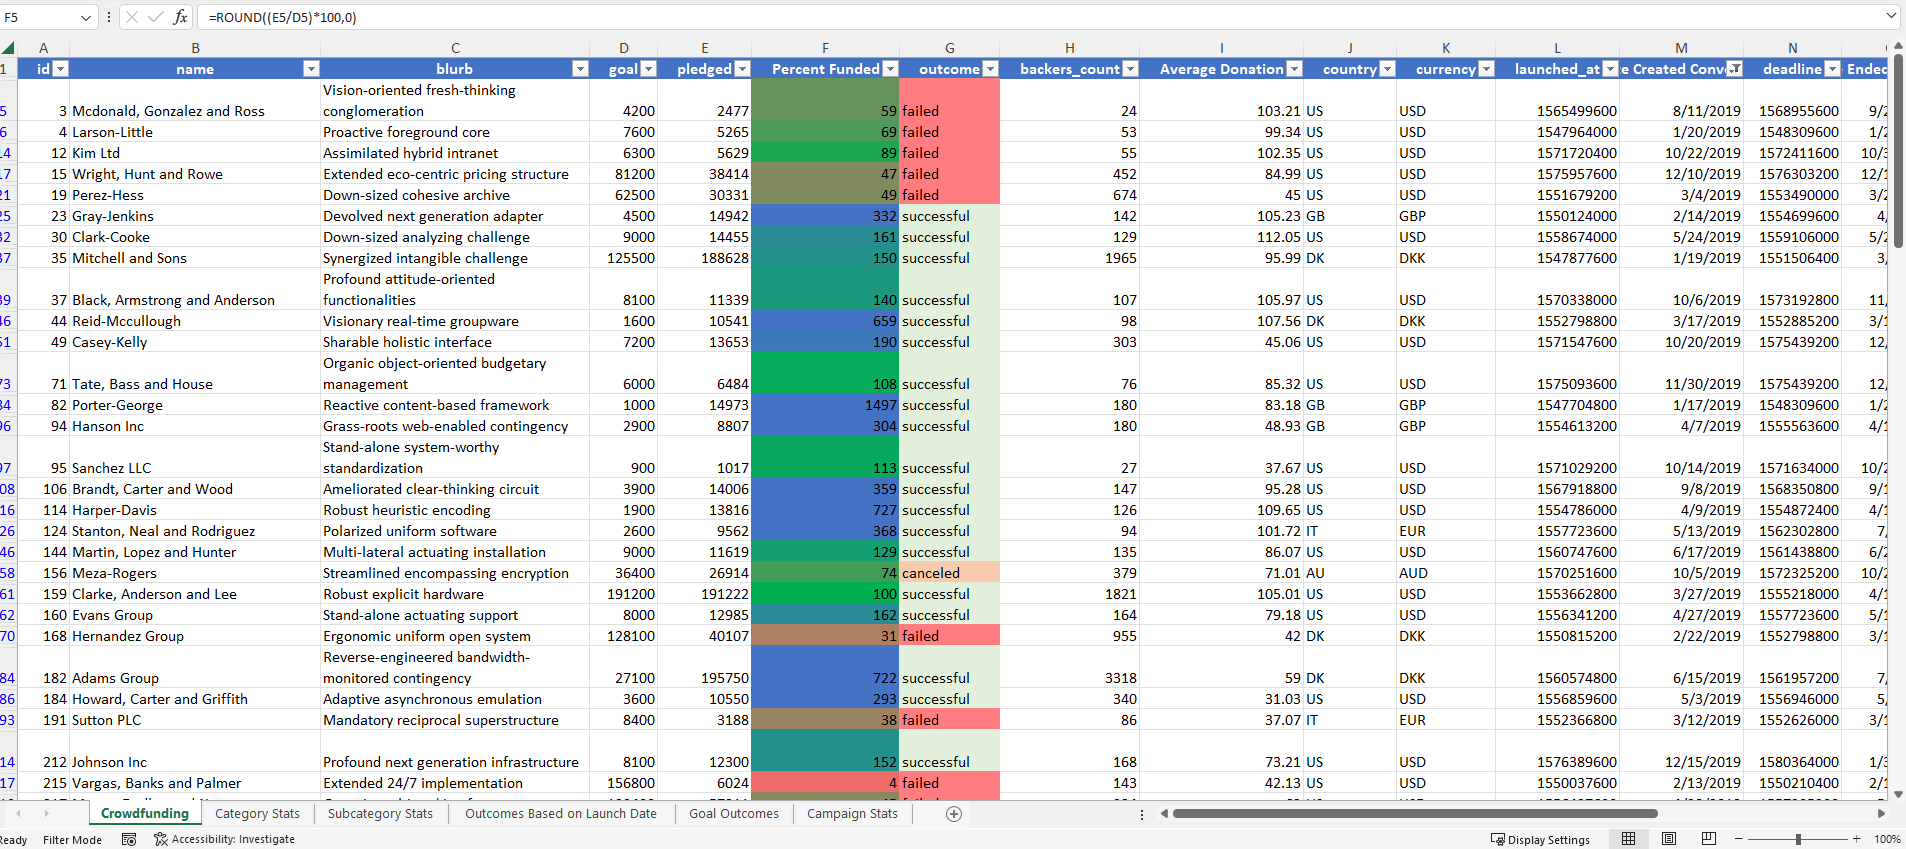 F5 =ROUND((E5/D5)*100,0)
A B C D E F G H I J K L M N
1 id name blurb goal pledged Percent Funded outcome backers_count Average Donation country currency launched_at e Created Conv deadline Ended
Vision-oriented fresh-thinking
5 3 Mcdonald, Gonzalez and Ross conglomeration 4200 2477 59 failed 24 103.21 US USD 1565499600 8/11/2019 1568955600 9/2
6 4 Larson-Little Proactive foreground core 7600 5265 69 failed 53 99.34 US USD 1547964000 1/20/2019 1548309600 1/2
14 12 Kim Ltd Assimilated hybrid intranet 6300 5629 89 failed 55 102.35 US USD 1571720400 10/22/2019 1572411600 10/3
17 15 Wright, Hunt and Rowe Extended eco-centric pricing structure 81200 38414 47 failed 452 84.99 US USD 1575957600 12/10/2019 1576303200 12/1
21 19 Perez-Hess Down-sized cohesive archive 62500 30331 49 failed 674 45 US USD 1551679200 3/4/2019 1553490000 3/2
25 23 Gray-Jenkins Devolved next generation adapter 4500 14942 332 successful 142 105.23 GB GBP 1550124000 2/14/2019 1554699600 4/
32 30 Clark-Cooke Down-sized analyzing challenge 9000 14455 161 successful 129 112.05 US USD 1558674000 5/24/2019 1559106000 5/2
37 35 Mitchell and Sons Synergized intangible challenge 125500 188628 150 successful 1965 95.99 DK DKK 1547877600 1/19/2019 1551506400 3/
Profound attitude-oriented
39 37 Black, Armstrong and Anderson functionalities 8100 11339 140 successful 107 105.97 US USD 1570338000 10/6/2019 1573192800 11/
46 44 Reid-Mccullough Visionary real-time groupware 1600 10541 659 successful 98 107.56 DK DKK 1552798800 3/17/2019 1552885200 3/1
51 49 Casey-Kelly Sharable holistic interface 7200 13653 190 successful 303 45.06 US USD 1571547600 10/20/2019 1575439200 12/
Organic object-oriented budgetary
73 71 Tate, Bass and House management 6000 6484 108 successful 76 85.32 US USD 1575093600 11/30/2019 1575439200 12/
84 82 Porter-George Reactive content-based framework 1000 14973 1497 successful 180 83.18 GB GBP 1547704800 1/17/2019 1548309600 1/2
96 94 Hanson Inc Grass-roots web-enabled contingency 2900 8807 304 successful 180 48.93 GB GBP 1554613200 4/7/2019 1555563600 4/1
Stand-alone system-worthy
97 95 Sanchez LLC standardization 900 1017 113 successful 27 37.67 US USD 1571029200 10/14/2019 1571634000 10/2
08 106 Brandt, Carter and Wood Ameliorated clear-thinking circuit 3900 14006 359 successful 147 95.28 US USD 1567918800 9/8/2019 1568350800 9/1
16 114 Harper-Davis Robust heuristic encoding 1900 13816 727 successful 126 109.65 US USD 1554786000 4/9/2019 1554872400 4/1
26 124 Stanton, Neal and Rodriguez Polarized uniform software 2600 9562 368 successful 94 101.72 IT EUR 1557723600 5/13/2019 1562302800 7/
46 144 Martin, Lopez and Hunter Multi-lateral actuating installation 9000 11619 129 successful 135 86.07 US USD 1560747600 6/17/2019 1561438800 6/2
58 156 Meza-Rogers Streamlined encompassing encryption 36400 26914 74 canceled 379 71.01 AU AUD 1570251600 10/5/2019 1572325200 10/2
61 159 Clarke, Anderson and Lee Robust explicit hardware 191200 191222 100 successful 1821 105.01 US USD 1553662800 3/27/2019 1555218000 4/1
62 160 Evans Group Stand-alone actuating support 8000 12985 162 successful 164 79.18 US USD 1556341200 4/27/2019 1557723600 5/1
70 168 Hernandez Group Ergonomic uniform open system 128100 40107 31 failed 955 42 DK DKK 1550815200 2/22/2019 1552798800 3/1
Reverse-engineered bandwidth-
84 182 Adams Group monitored contingency 27100 195750 722 successful 3318 59 DK DKK 1560574800 6/15/2019 1561957200 7/
86 184 Howard, Carter and Griffith Adaptive asynchronous emulation 3600 10550 293 successful 340 31.03 US USD 1556859600 5/3/2019 1556946000 5/
93 191 Sutton PLC Mandatory reciprocal superstructure 8400 3188 38 failed 86 37.07 IT EUR 1552366800 3/12/2019 1552626000 3/1
14 212 Johnson Inc Profound next generation infrastructure 8100 12300 152 successful 168 73.21 US USD 1576389600 12/15/2019 1580364000 1/3
17 215 Vargas, Banks and Palmer Extended 24/7 implementation 156800 6024 4 failed 143 42.13 US USD 1550037600 2/13/2019 1550210400 2/1
Crowdfunding Category Stats Subcategory Stats Outcomes Based on Launch Date Goal Outcomes Campaign Stats
Ready Filter Mode Accessibility: Investigate Display Settings 100%